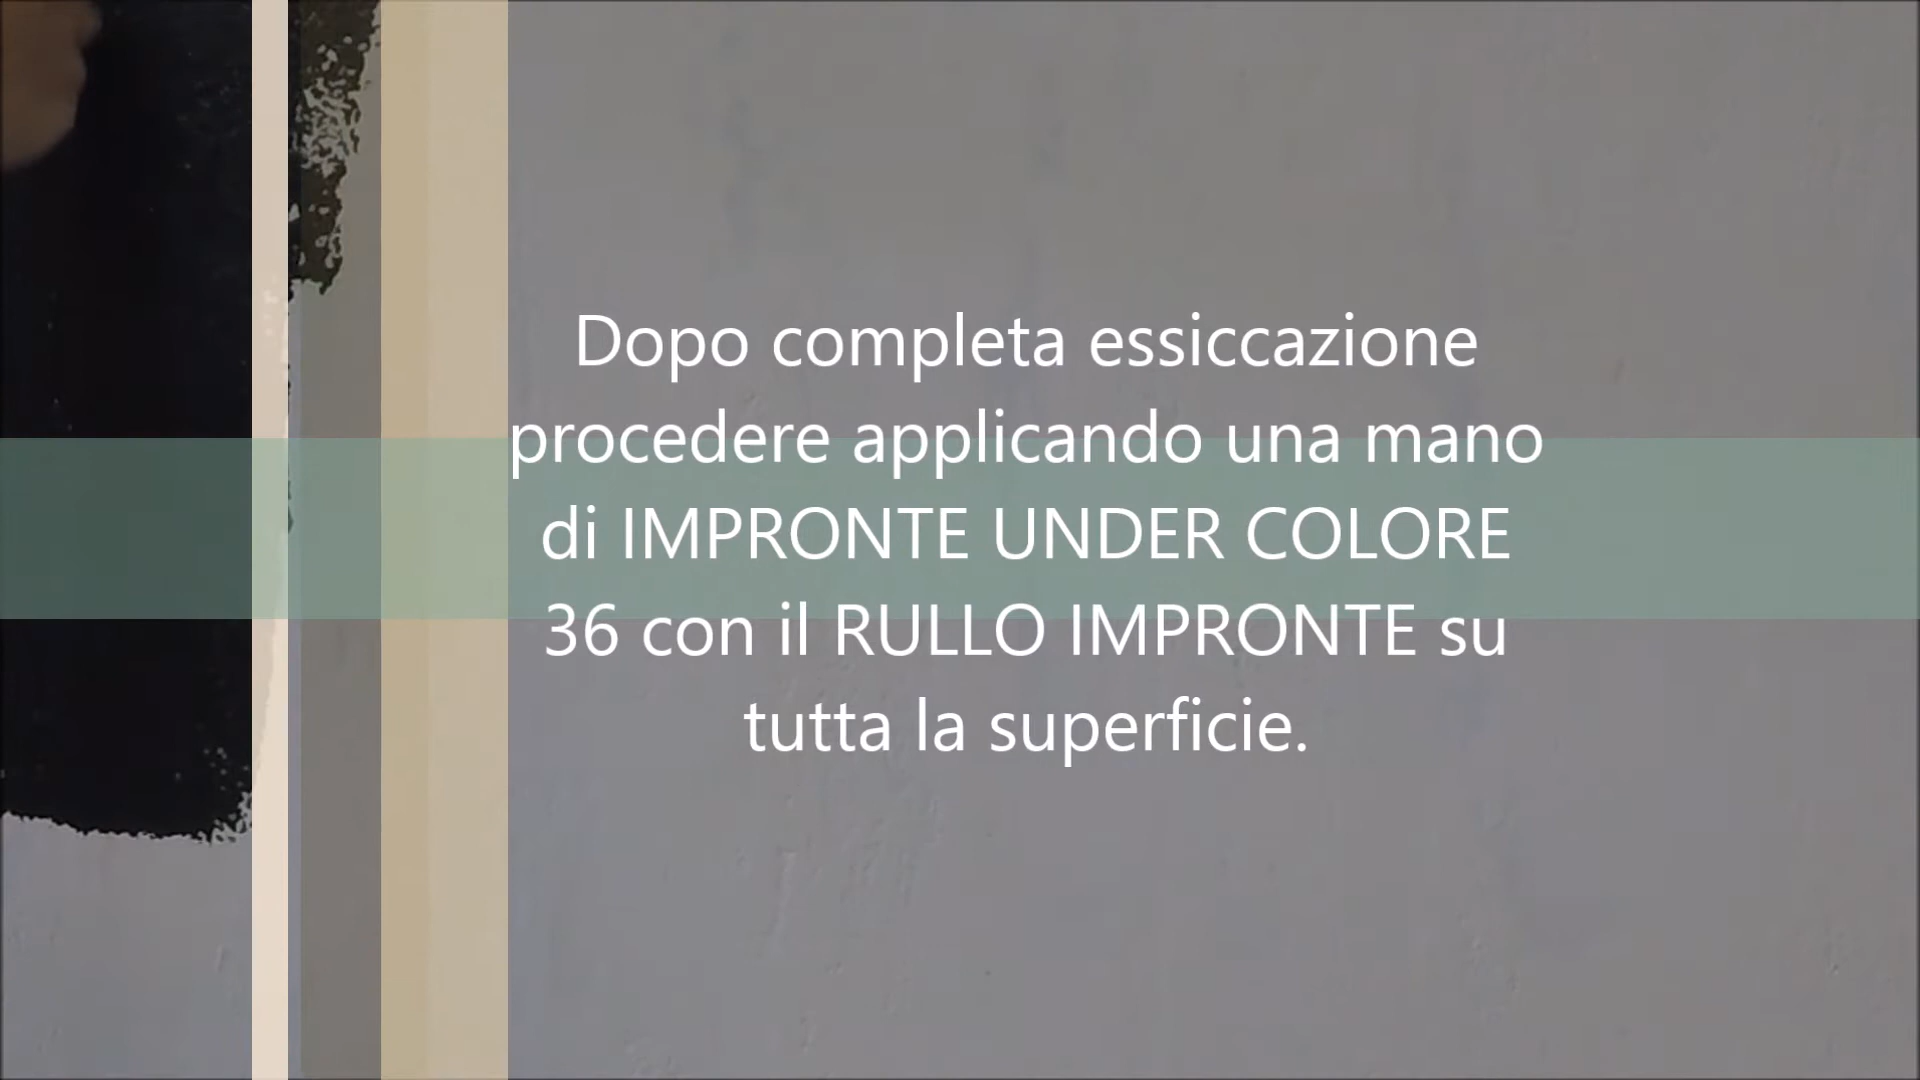 Dopo completa essiccazione
procedere applicando una mano
di IMPRONTE UNDER COLORE
36 con il RULLO IMPRONTE su
tutta la superficie.